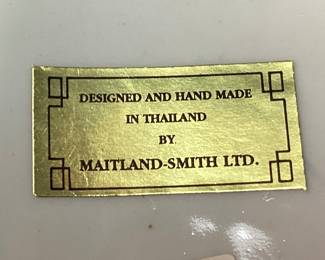 DESIGNED AND HAND MADE
IN THAILAND
BY
MAITLAND-SMITH LTD.